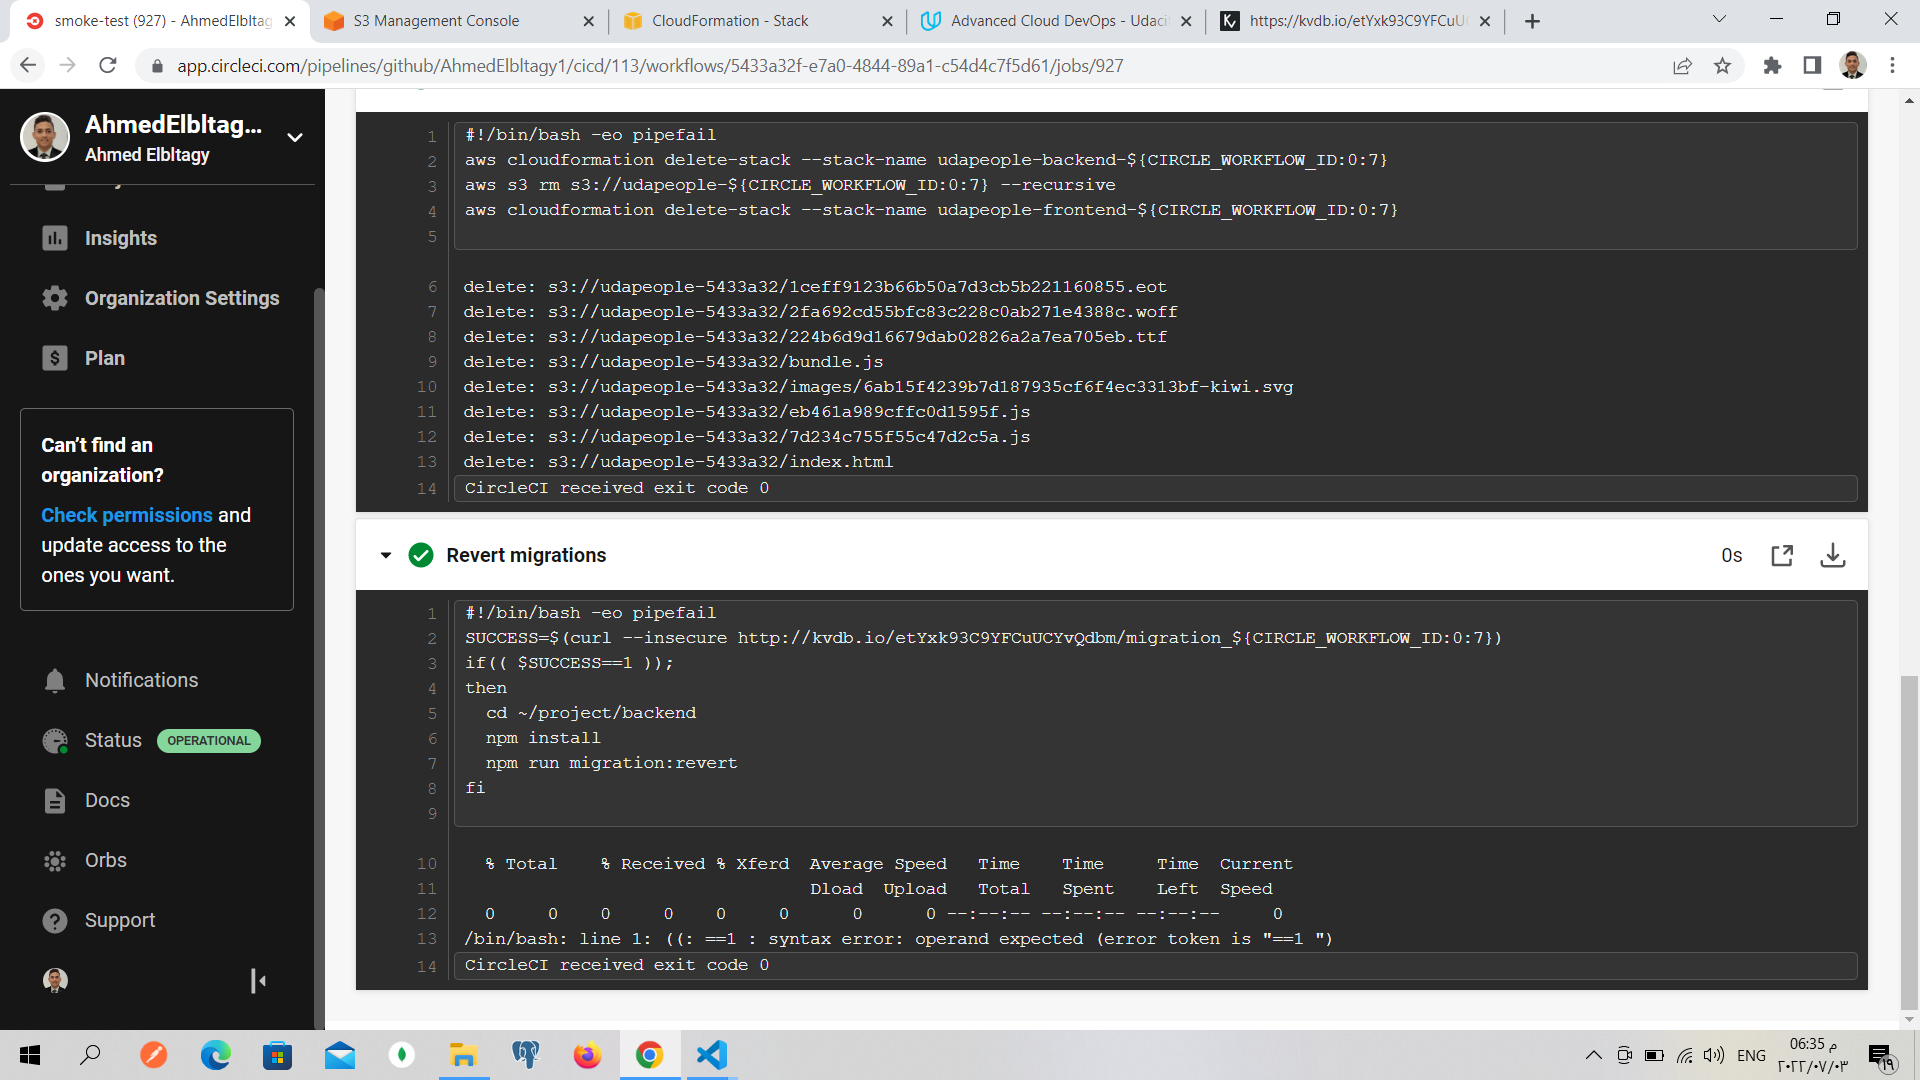 smoke-test (927) - AhmedElbltag
S3 Management Console
CloudFormation - Stack
Advanced Cloud DevOps - Udaci
https://kvdb.io/etYxk93C9YFCuU
app.circleci.com/pipelines/github/AhmedElbltagy1/cicd/113/workflows/5433a32f-e7a0-4844-89a1-c54d4c7f5d61/jobs/927
AhmedElbltag...
Ahmed Elbltagy
Insights
Organization Settings
Plan
Can't find an
organization?
Check permissions and
update access to the
ones you want.
Notifications
Status OPERATIONAL
Docs
Orbs
Support
1 #!/bin/bash -eo pipefail
2 aws cloudformation delete-stack --stack-name udapeople-backend-${CIRCLE_WORKFLOW_ID:0:7}
3 aws s3 rm s3://udapeople-${CIRCLE_WORKFLOW_ID:0:7} --recursive
4 aws cloudformation delete-stack --stack-name udapeople-frontend-${CIRCLE_WORKFLOW_ID:0:7}
5
6 delete: s3://udapeople-5433a32/1ceff9123b66b50a7d3cb5b221160855.eot
7 delete: s3://udapeople-5433a32/2fa692cd55bfc83c228c0ab271e4388c.woff
8 delete: s3://udapeople-5433a32/224b6d9d16679dab02826a2a7ea705eb.ttf
9 delete: s3://udapeople-5433a32/bundle.js
10 delete: s3://udapeople-5433a32/images/6ab15f4239b7d187935cf6f4ec3313bf-kiwi.svg
11 delete: s3://udapeople-5433a32/eb461a989cffc0d1595f.js
12 delete: s3://udapeople-5433a32/7d234c755f55c47d2c5a.js
13 delete: s3://udapeople-5433a32/index.html
14 CircleCI received exit code 0
Revert migrations 0s
1 #!/bin/bash -eo pipefail
2 SUCCESS=$(curl --insecure http://kvdb.io/etYxk93C9YFCuUCYvQdbm/migration_${CIRCLE_WORKFLOW_ID:0:7})
3 if(( $SUCCESS==1 ));
4 then
5 cd ~/project/backend
6 npm install
7 npm run migration:revert
8 fi
9
10 % Total % Received % Xferd Average Speed Time Time Time Current
11 Dload Upload Total Spent Left Speed
12 0 0 0 0 0 0 0 0 --:--:-- --:--:-- --:--:-- 0
13 /bin/bash: line 1: ((: ==1 : syntax error: operand expected (error token is "==1 ")
14 CircleCI received exit code 0
ENG
06:35 م
٢٠٢٢/٠٧/٠٣
١٩